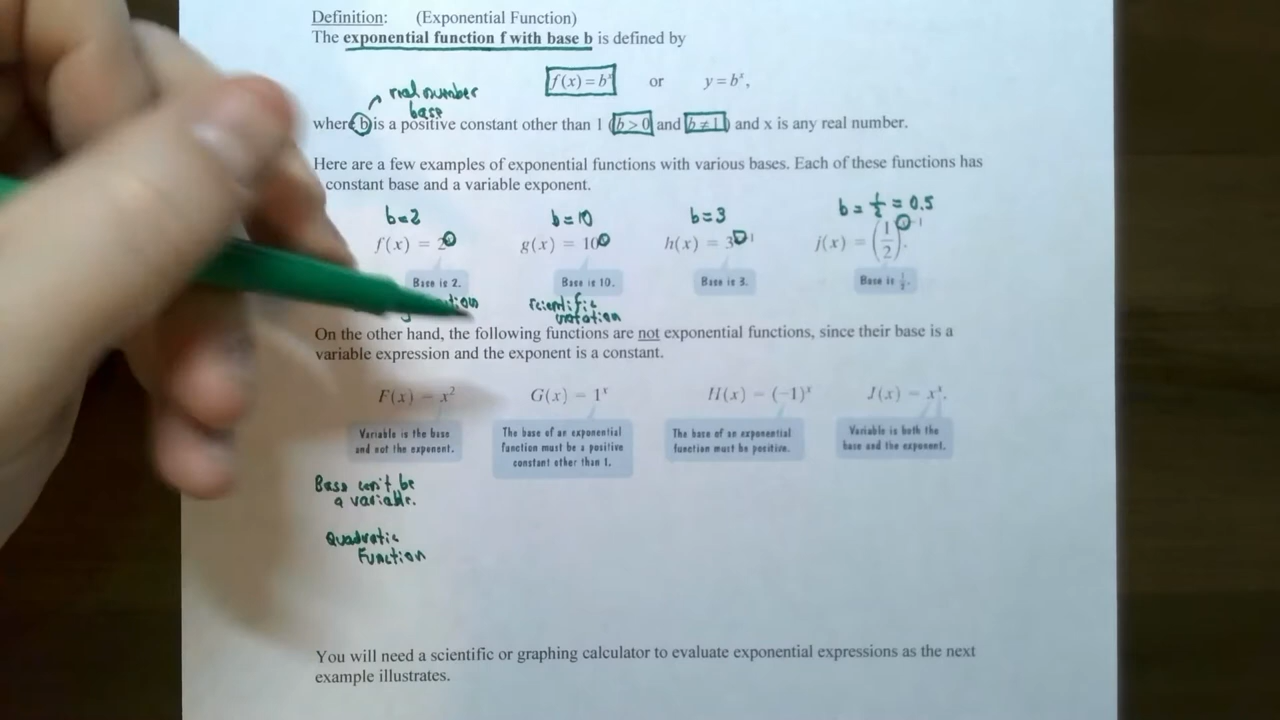 Definition: (Exponential Function)
The exponential function f with base b is defined by
real number
base
f(x) = bˣ or y = bˣ,
where b is a positive constant other than 1 (b > 0 and b ≠ 1) and x is any real number.
Here are a few examples of exponential functions with various bases. Each of these functions has
constant base and a variable exponent.
b=2 b=10 b=3 b = 1/2 = 0.5
f(x) = 2 g(x) = 10 h(x) = 3 j(x) = (1/2)
Base is 2. Base is 10. Base is 3. Base is 1/2.
scientific
notation
On the other hand, the following functions are not exponential functions, since their base is a
variable expression and the exponent is a constant.
F(x) = x² G(x) = 1ˣ H(x) = (−1)ˣ J(x) = xˣ.
Variable is the base
and not the exponent.
The base of an exponential
function must be a positive
constant other than 1.
The base of an exponential
function must be positive.
Variable is both the
base and the exponent.
Base can't be
a variable.
Quadratic
Function
You will need a scientific or graphing calculator to evaluate exponential expressions as the next
example illustrates.